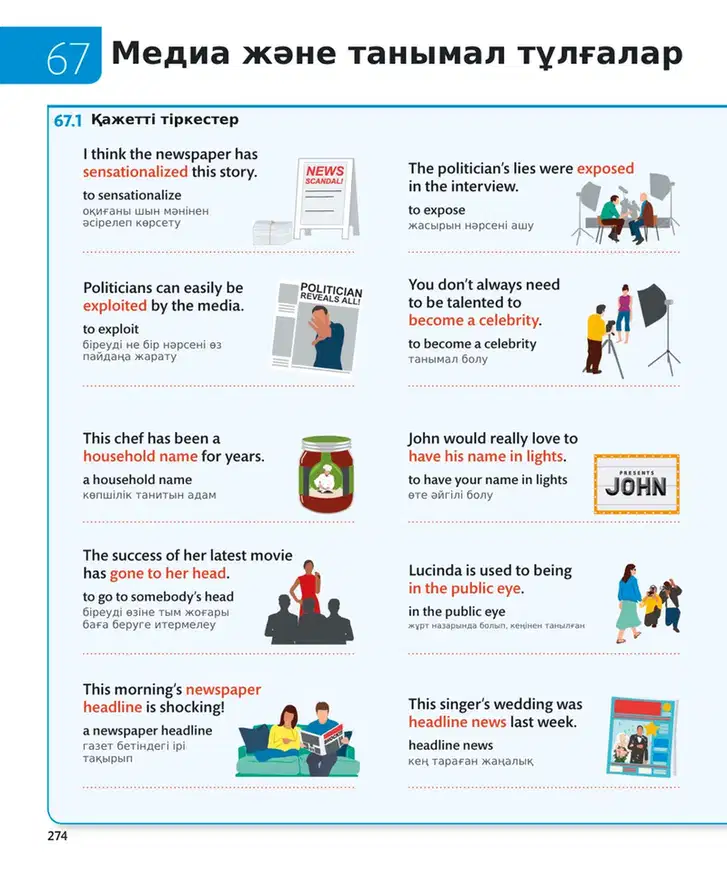 67 Медиа және танымал тұлғалар
67.1 Қажетті тіркестер
I think the newspaper has
sensationalized this story.
to sensationalize
оқиғаны шын мәнінен
әсірелеп көрсету
NEWS
SCANDAL!
The politician's lies were exposed
in the interview.
to expose
жасырын нәрсені ашу
Politicians can easily be
exploited by the media.
to exploit
біреуді не бір нәрсені өз
пайдаңа жарату
POLITICIAN
REVEALS ALL!
You don't always need
to be talented to
become a celebrity.
to become a celebrity
танымал болу
This chef has been a
household name for years.
a household name
көпшілік танитын адам
John would really love to
have his name in lights.
to have your name in lights
өте әйгілі болу
PRESENTS
JOHN
The success of her latest movie
has gone to her head.
to go to somebody's head
біреуді өзіне тым жоғары
баға беруге итермелеу
Lucinda is used to being
in the public eye.
in the public eye
жұрт назарында болып, кеңінен танылған
This morning's newspaper
headline is shocking!
a newspaper headline
газет бетіндегі ірі
тақырып
This singer's wedding was
headline news last week.
headline news
кең тараған жаңалық
274